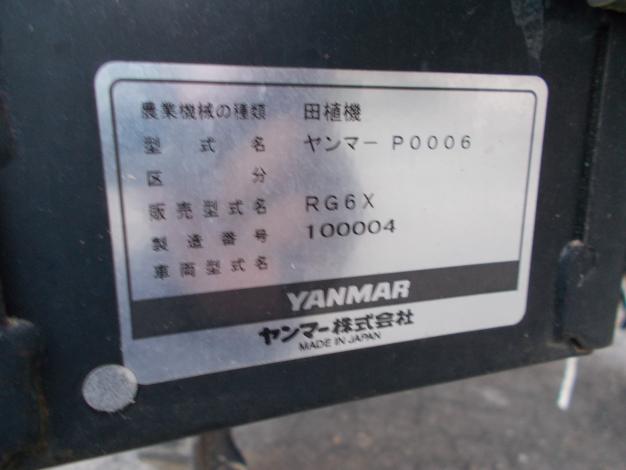 農業機械の種類 田植機
型式名 ヤンマー P0006
区分
販売型式名 RG6X
製造番号 100004
車両型式名
YANMAR
ヤンマー株式会社
MADE IN JAPAN